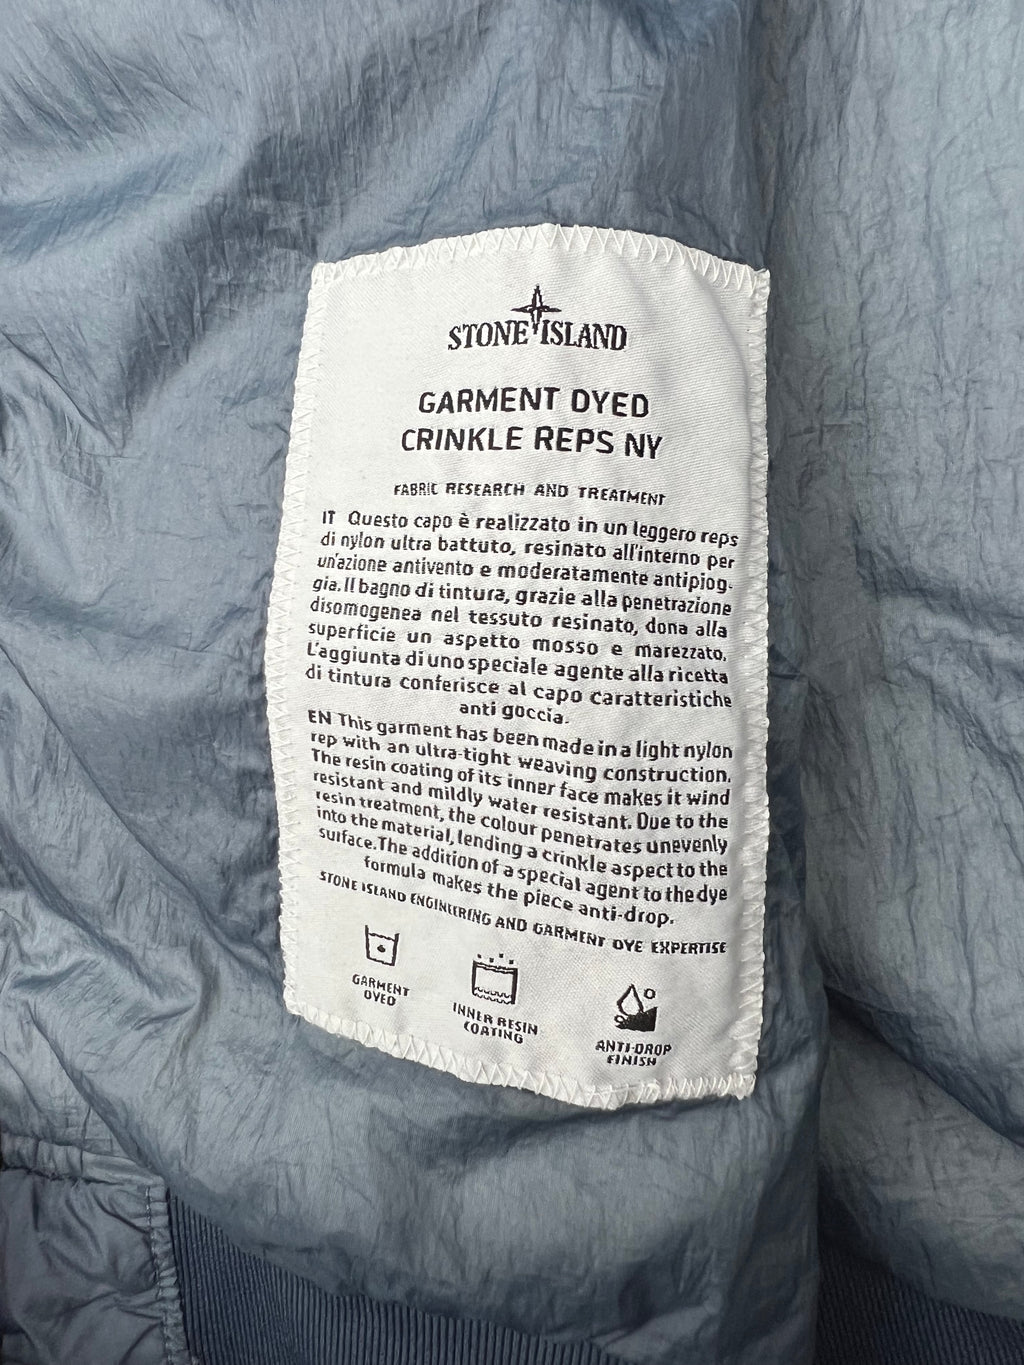 STONE ISLAND
GARMENT DYED
CRINKLE REPS NY
FABRIC RESEARCH AND TREATMENT
IT Questo capo è realizzato in un leggero reps
di nylon ultra battuto, resinato all'interno per
un'azione antivento e moderatamente antipiog-
gia. Il bagno di tintura, grazie alla penetrazione
disomogenea nel tessuto resinato, dona alla
superficie un aspetto mosso e marezzato.
L'aggiunta di uno speciale agente alla ricetta
di tintura conferisce al capo caratteristiche
anti goccia.
EN This garment has been made in a light nylon
rep with an ultra-tight weaving construction.
The resin coating of its inner face makes it wind
resistant and mildly water resistant. Due to the
resin treatment, the colour penetrates unevenly
into the material, lending a crinkle aspect to the
surface. The addition of a special agent to the dye
formula makes the piece anti-drop.
STONE ISLAND ENGINEERING AND GARMENT DYE EXPERTISE
GARMENT
DYED
INNER RESIN
COATING
ANTI-DROP
FINISH